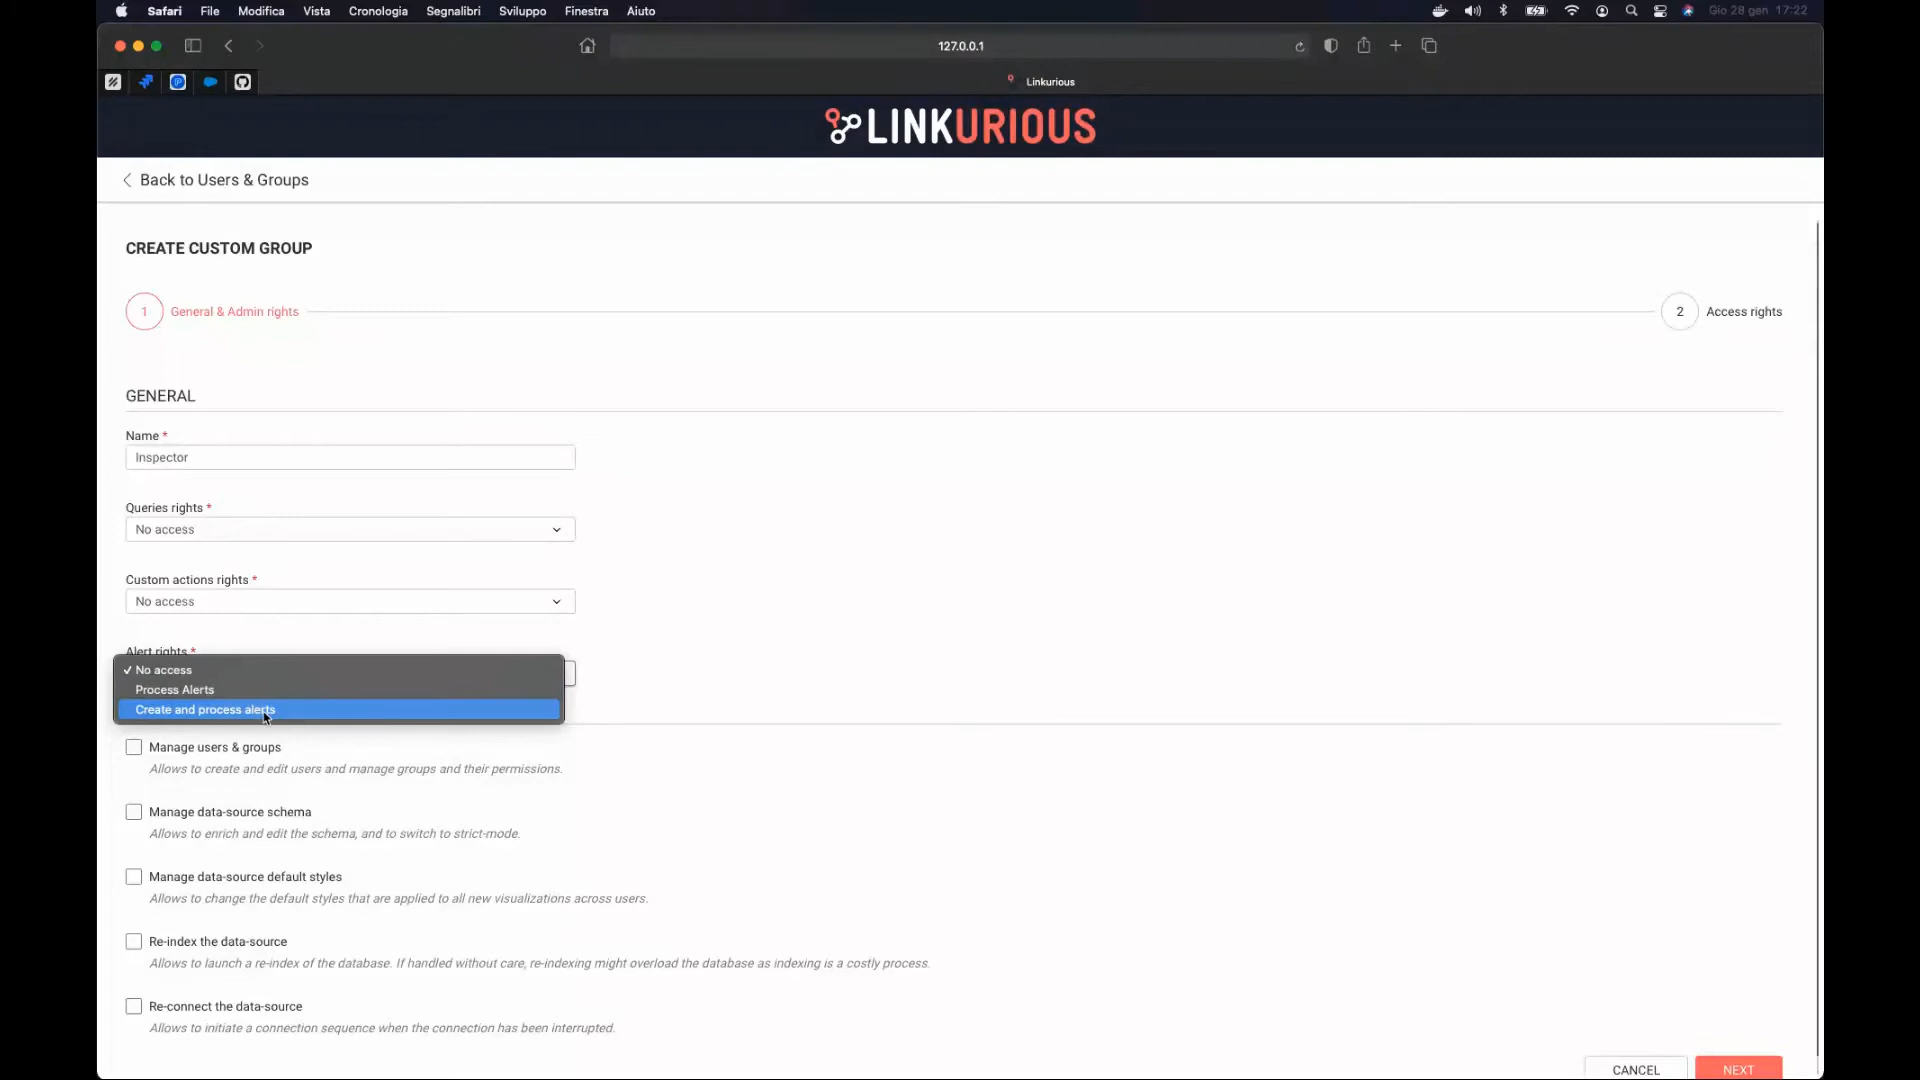 Safari File Modifica Vista Cronologia Segnalibri Sviluppo Finestra Aiuto Gio 28 gen 17:22
127.0.0.1
Linkurious
LINKURIOUS
Back to Users & Groups
CREATE CUSTOM GROUP
1 General & Admin rights 2 Access rights
GENERAL
Name *
Inspector
Queries rights *
No access
Custom actions rights *
No access
Alert rights *
✓ No access
Process Alerts
Create and process alerts
Manage users & groups
Allows to create and edit users and manage groups and their permissions.
Manage data-source schema
Allows to enrich and edit the schema, and to switch to strict-mode.
Manage data-source default styles
Allows to change the default styles that are applied to all new visualizations across users.
Re-index the data-source
Allows to launch a re-index of the database. If handled without care, re-indexing might overload the database as indexing is a costly process.
Re-connect the data-source
Allows to initiate a connection sequence when the connection has been interrupted.
CANCEL NEXT